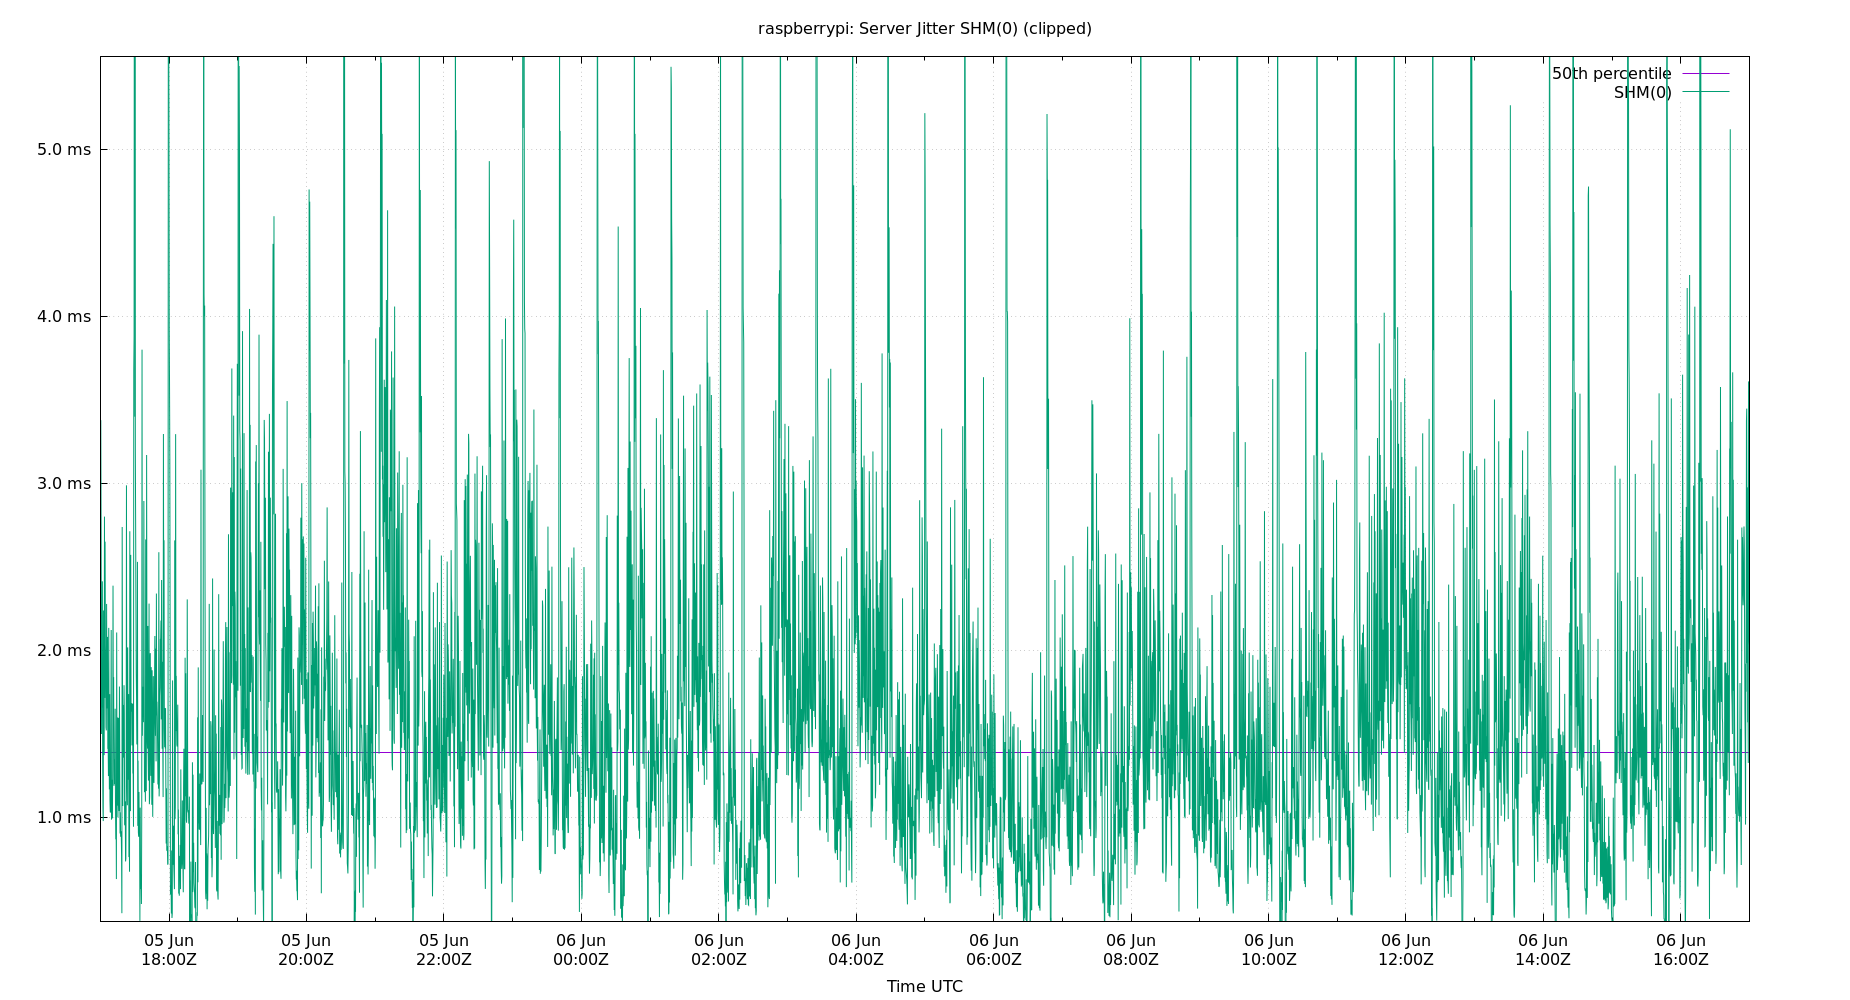 raspberrypi: Server Jitter SHM(0) (clipped)
50th percentile
SHM(0)
5.0 ms
4.0 ms
3.0 ms
2.0 ms
1.0 ms
05 Jun 05 Jun 05 Jun 06 Jun 06 Jun 06 Jun 06 Jun 06 Jun 06 Jun 06 Jun 06 Jun 06 Jun
18:00Z 20:00Z 22:00Z 00:00Z 02:00Z 04:00Z 06:00Z 08:00Z 10:00Z 12:00Z 14:00Z 16:00Z
Time UTC